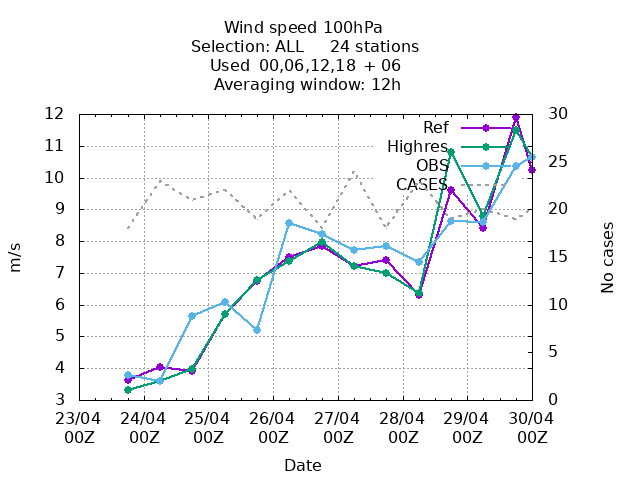 Wind speed 100hPa
Selection: ALL 24 stations
Used 00,06,12,18 + 06
Averaging window: 12h
12 30
11
10
9
8
7
6
5
4
3
25
20
15
10
5
0
Ref
Highres
OBS
CASES
m/s
No cases
23/04 24/04 25/04 26/04 27/04 28/04 29/04 30/04
00Z 00Z 00Z 00Z 00Z 00Z 00Z 00Z
Date